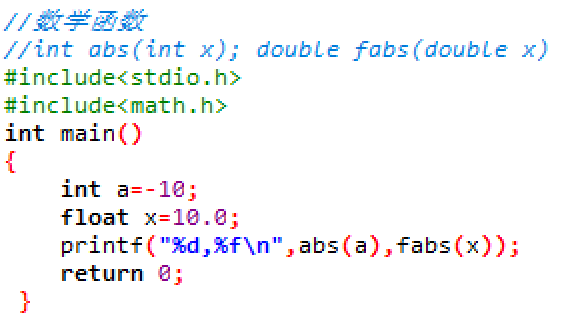 //数学函数
//int abs(int x); double fabs(double x)
#include<stdio.h>
#include<math.h>
int main()
{
    int a=-10;
    float x=10.0;
    printf("%d,%f\n",abs(a),fabs(x));
    return 0;
}